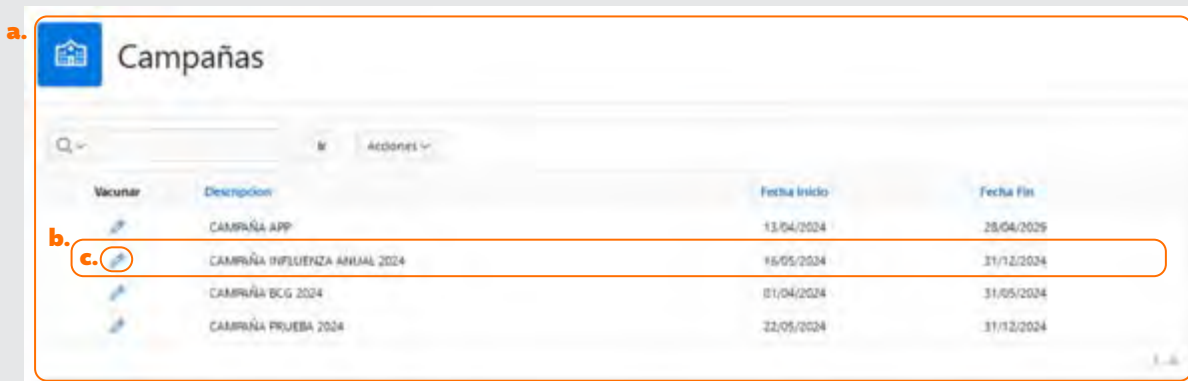 a.
Campañas
Acciones
Vacunar Descripcion Fecha Inicio Fecha Fin
CAMPAÑA APP 13/04/2024 28/04/2025
b.
c. CAMPAÑA INFLUENZA ANUAL 2024 16/05/2024 31/12/2024
CAMPAÑA BCG 2024 01/04/2024 31/05/2024
CAMPAÑA PRUEBA 2024 22/05/2024 31/12/2024